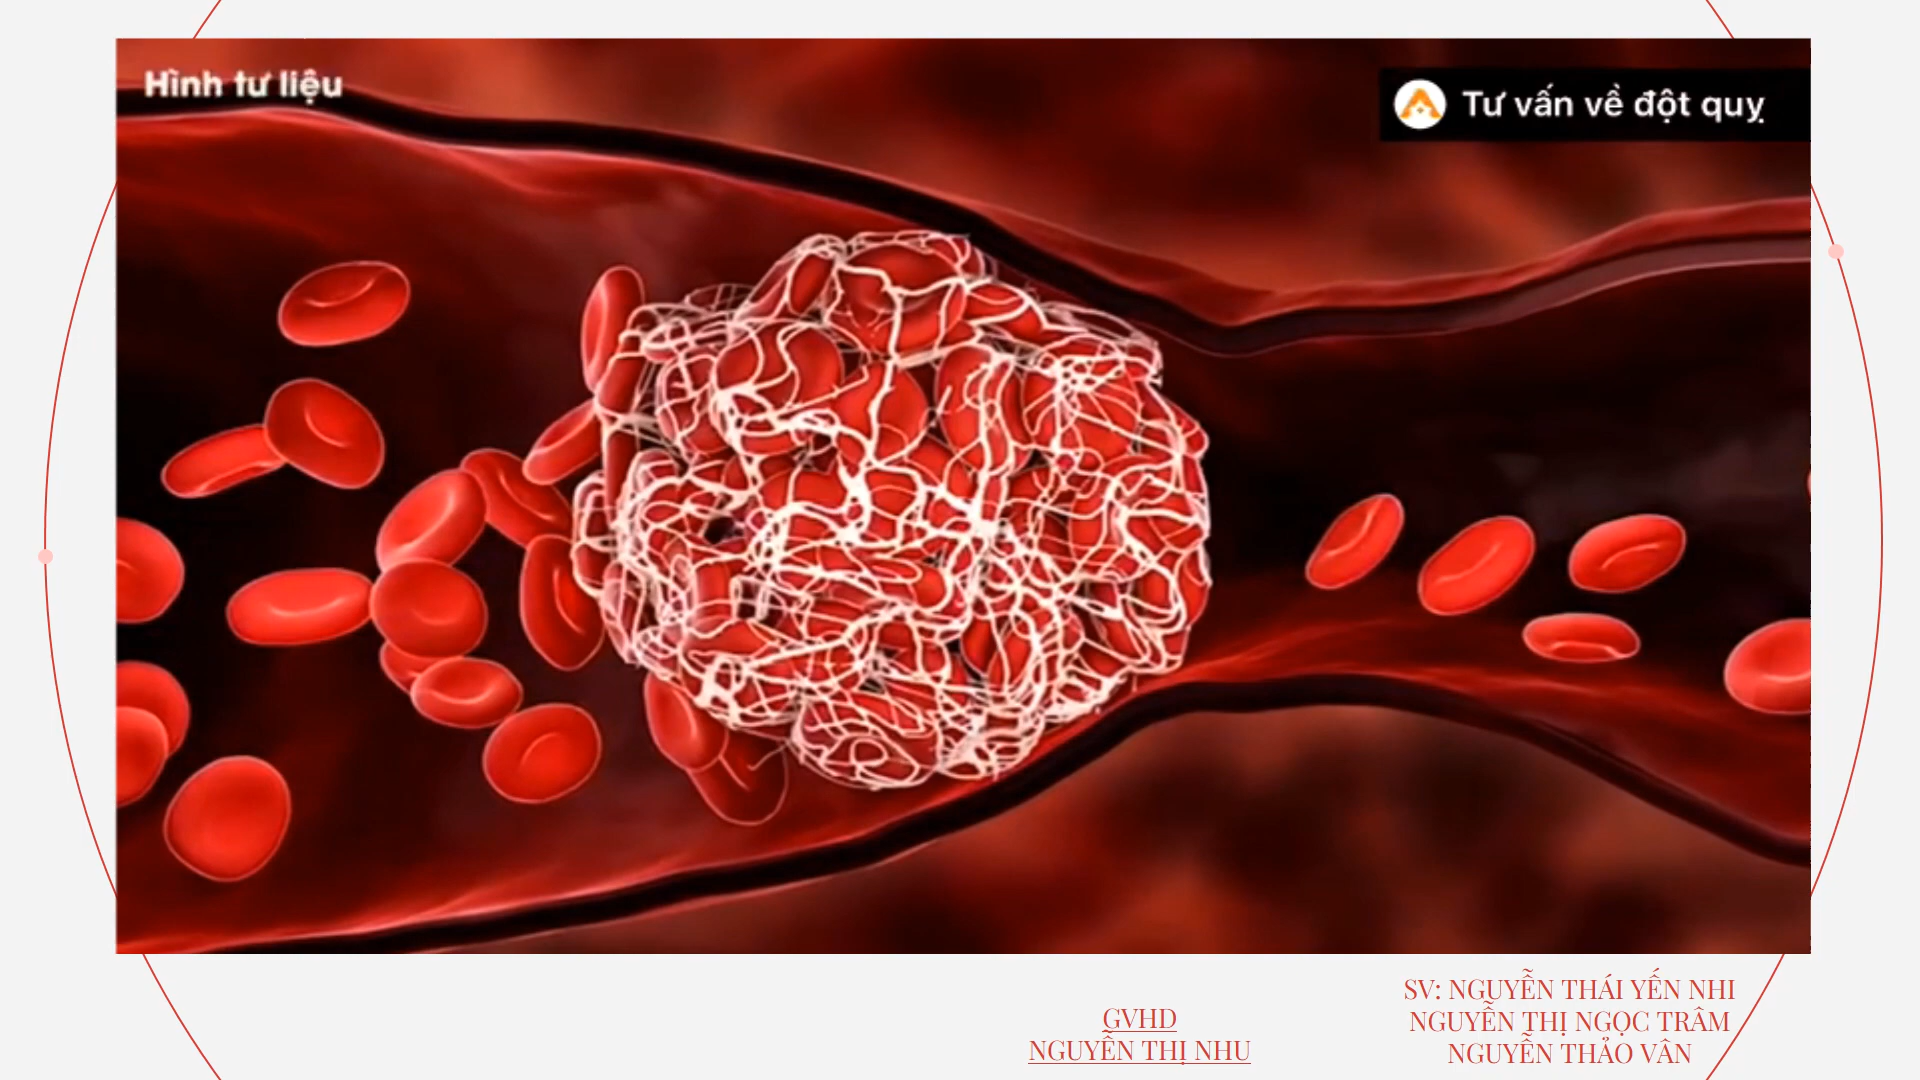 Hình tư liệu
Tư vấn về đột quỵ
GVHD
NGUYỄN THỊ NHU
SV: NGUYỄN THÁI YẾN NHI
NGUYỄN THỊ NGỌC TRÂM
NGUYỄN THẢO VÂN